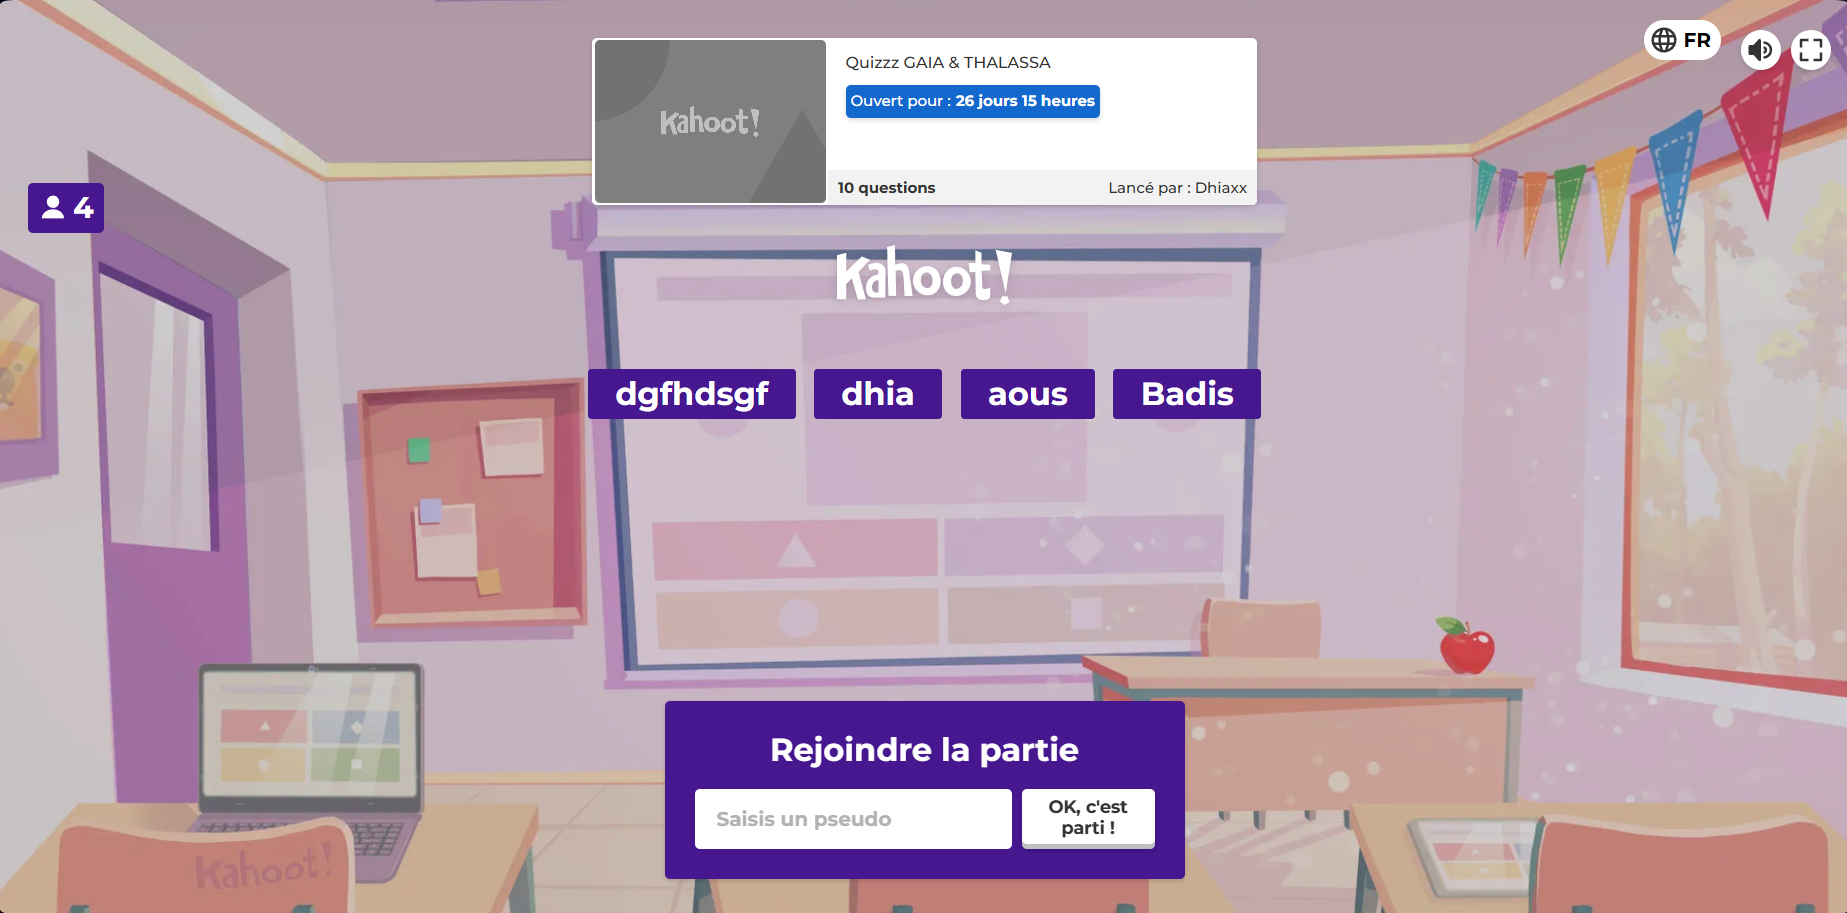 FR
Kahoot!
Quizzz GAIA & THALASSA
Ouvert pour : 26 jours 15 heures
10 questions
Lancé par : Dhiaxx
4
Kahoot!
dgfhdsgf
dhia
aous
Badis
Rejoindre la partie
Saisis un pseudo
OK, c'est
parti !
Kahoot!